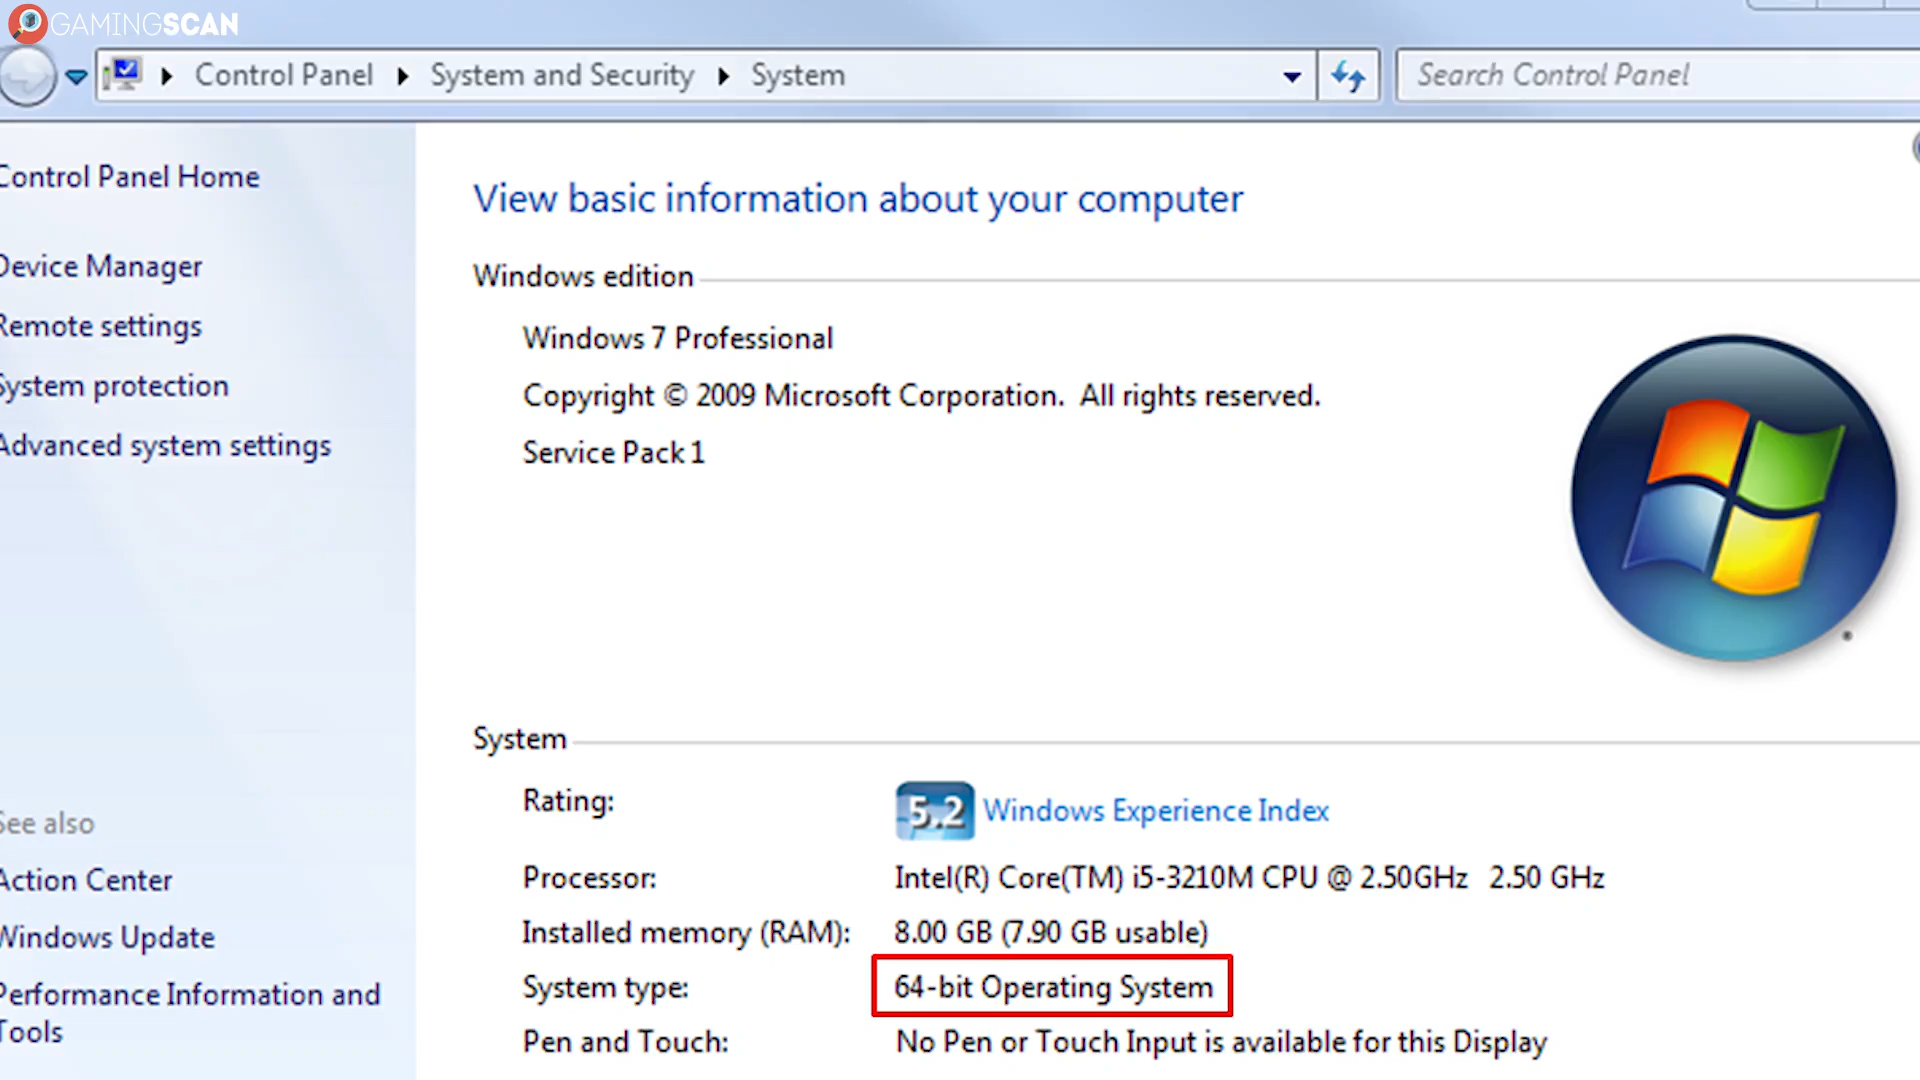 GAMINGSCAN
Control Panel System and Security System
Search Control Panel
Control Panel Home
Device Manager
Remote settings
System protection
Advanced system settings
See also
Action Center
Windows Update
Performance Information and
Tools
View basic information about your computer
Windows edition
Windows 7 Professional
Copyright © 2009 Microsoft Corporation. All rights reserved.
Service Pack 1
System
Rating: 5.2 Windows Experience Index
Processor: Intel(R) Core(TM) i5-3210M CPU @ 2.50GHz 2.50 GHz
Installed memory (RAM): 8.00 GB (7.90 GB usable)
System type: 64-bit Operating System
Pen and Touch: No Pen or Touch Input is available for this Display